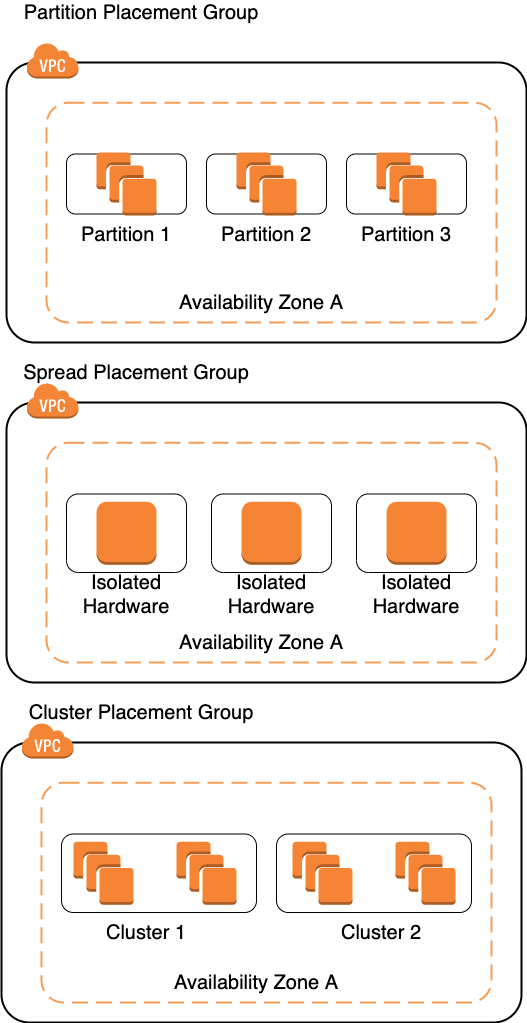 Partition Placement Group
VPC
Partition 1 Partition 2 Partition 3
Availability Zone A
Spread Placement Group
VPC
Isolated Isolated Isolated
Hardware Hardware Hardware
Availability Zone A
Cluster Placement Group
VPC
Cluster 1 Cluster 2
Availability Zone A